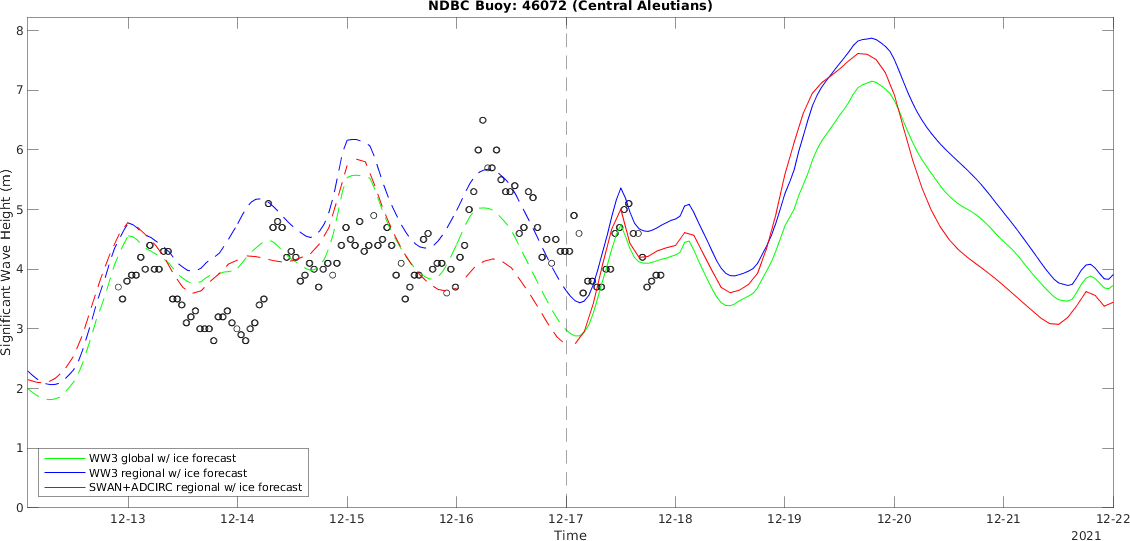 NDBC Buoy: 46072 (Central Aleutians)
Significant Wave Height (m)
8
7
6
5
4
3
2
1
0
WW3 global w/ ice forecast
WW3 regional w/ ice forecast
SWAN+ADCIRC regional w/ ice forecast
12-13 12-14 12-15 12-16 12-17 12-18 12-19 12-20 12-21 12-22
Time
2021